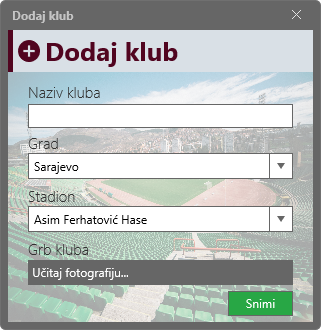 Dodaj klub
Dodaj klub
Naziv kluba
Grad
Sarajevo
Stadion
Asim Ferhatović Hase
Grb kluba
Učitaj fotografiju...
Snimi